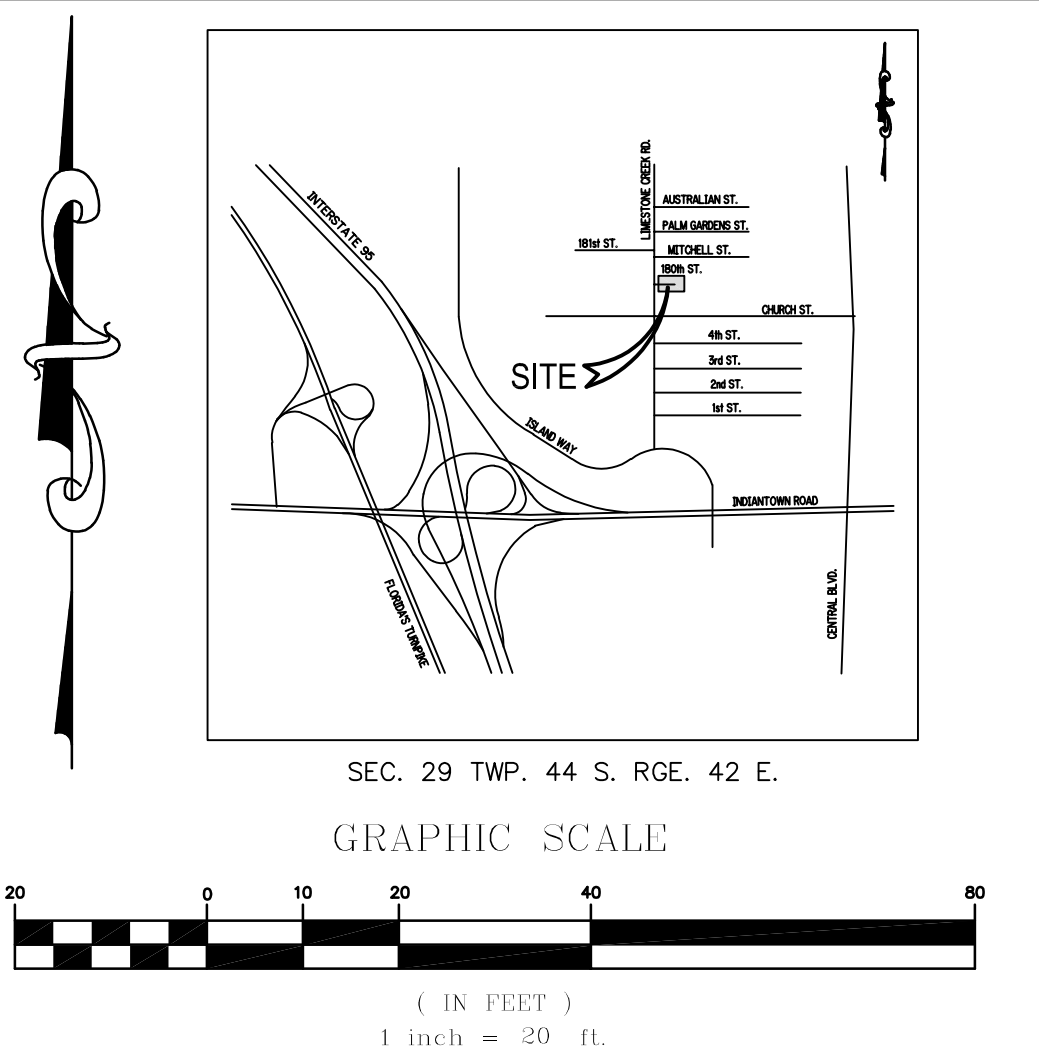 LIMESTONE CREEK RD.
INTERSTATE 95
AUSTRALIAN ST.
PALM GARDENS ST.
181st ST.
MITCHELL ST.
180th ST.
CHURCH ST.
4th ST.
3rd ST.
SITE
2nd ST.
1st ST.
ISLAND WAY
INDIANTOWN ROAD
CENTRAL BLVD.
FLORIDA'S TURNPIKE
SEC. 29 TWP. 44 S. RGE. 42 E.
GRAPHIC SCALE
20 0 10 20 40 80
( IN FEET )
1 inch = 20 ft.